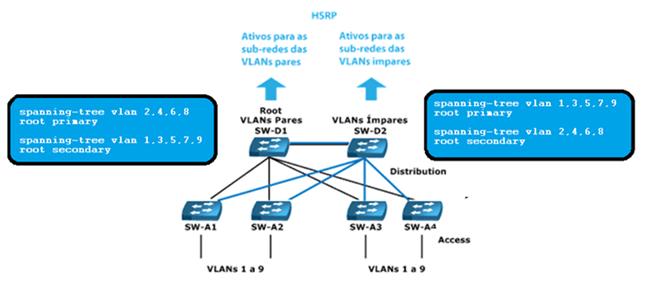 HSRP
Ativos para as
sub-redes das
VLANs pares
Ativos para as
sub-redes das
VLANs impares
spanning-tree vlan 2,4,6,8
root primary
spanning-tree vlan 1,3,5,7,9
root secondary
Root
VLANs Pares
SW-D1
VLANs Ímpares
SW-D2
spanning-tree vlan 1,3,5,7,9
root primary
spanning-tree vlan 2,4,6,8
root secondary
Distribution
SW-A1
SW-A2
SW-A3
SW-A4
Access
VLANs 1 a 9
VLANs 1 a 9